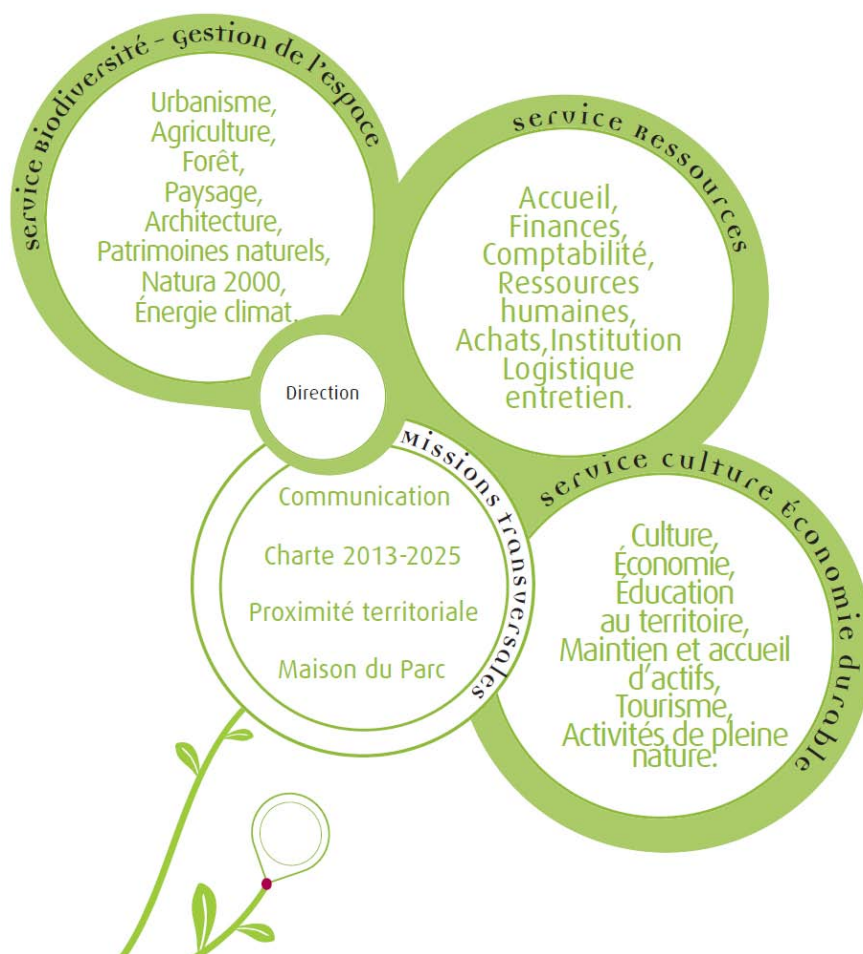 service Biodiversité - Gestion de l'espace
Urbanisme,
Agriculture,
Forêt,
Paysage,
Architecture,
Patrimoines naturels,
Natura 2000,
Énergie climat.
service Ressources
Accueil,
Finances,
Comptabilité,
Ressources
humaines,
Achats,Institution
Logistique
entretien.
Direction
Missions transversales
Communication
Charte 2013-2025
Proximité territoriale
Maison du Parc
service culture Économie durable
Culture,
Économie,
Éducation
au territoire,
Maintien et accueil
d'actifs,
Tourisme,
Activités de pleine
nature.